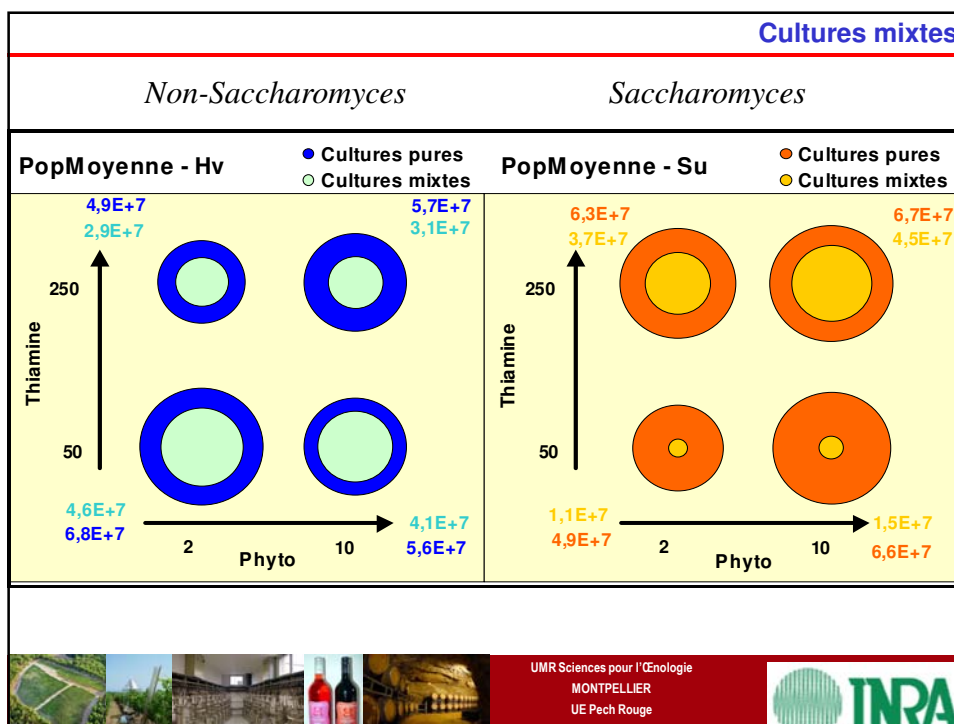 Cultures mixtes
Non-Saccharomyces
Saccharomyces
PopMoyenne - Hv
Cultures pures
Cultures mixtes
4,9E+7
2,9E+7
5,7E+7
3,1E+7
250
Thiamine
50
4,6E+7
6,8E+7
2
10
Phyto
4,1E+7
5,6E+7
PopMoyenne - Su
Cultures pures
Cultures mixtes
6,3E+7
3,7E+7
6,7E+7
4,5E+7
250
Thiamine
50
1,1E+7
4,9E+7
2
10
Phyto
1,5E+7
6,6E+7
UMR Sciences pour l'Œnologie
MONTPELLIER
UE Pech Rouge
INRA